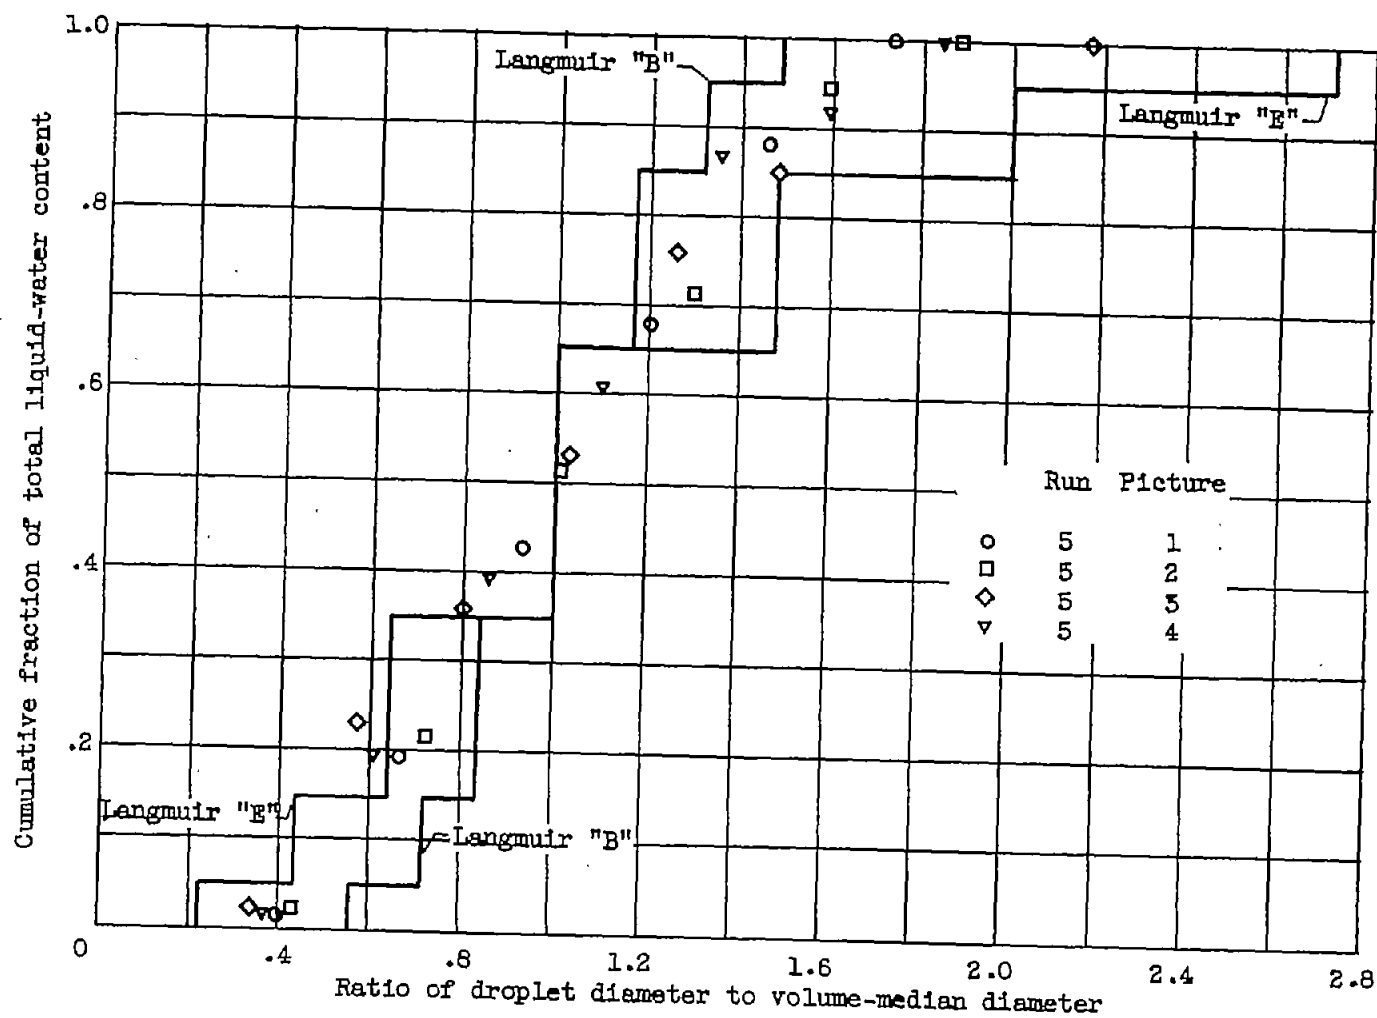 Cumulative fraction of total liquid-water content
1.0
.8
.6
.4
.2
0
Langmuir "B"
Langmuir "E"
Run Picture
○ 5 1
□ 5 2
◇ 5 3
▽ 5 4
Langmuir "E"
Langmuir "B"
.4 .8 1.2 1.6 2.0 2.4 2.8
Ratio of droplet diameter to volume-median diameter